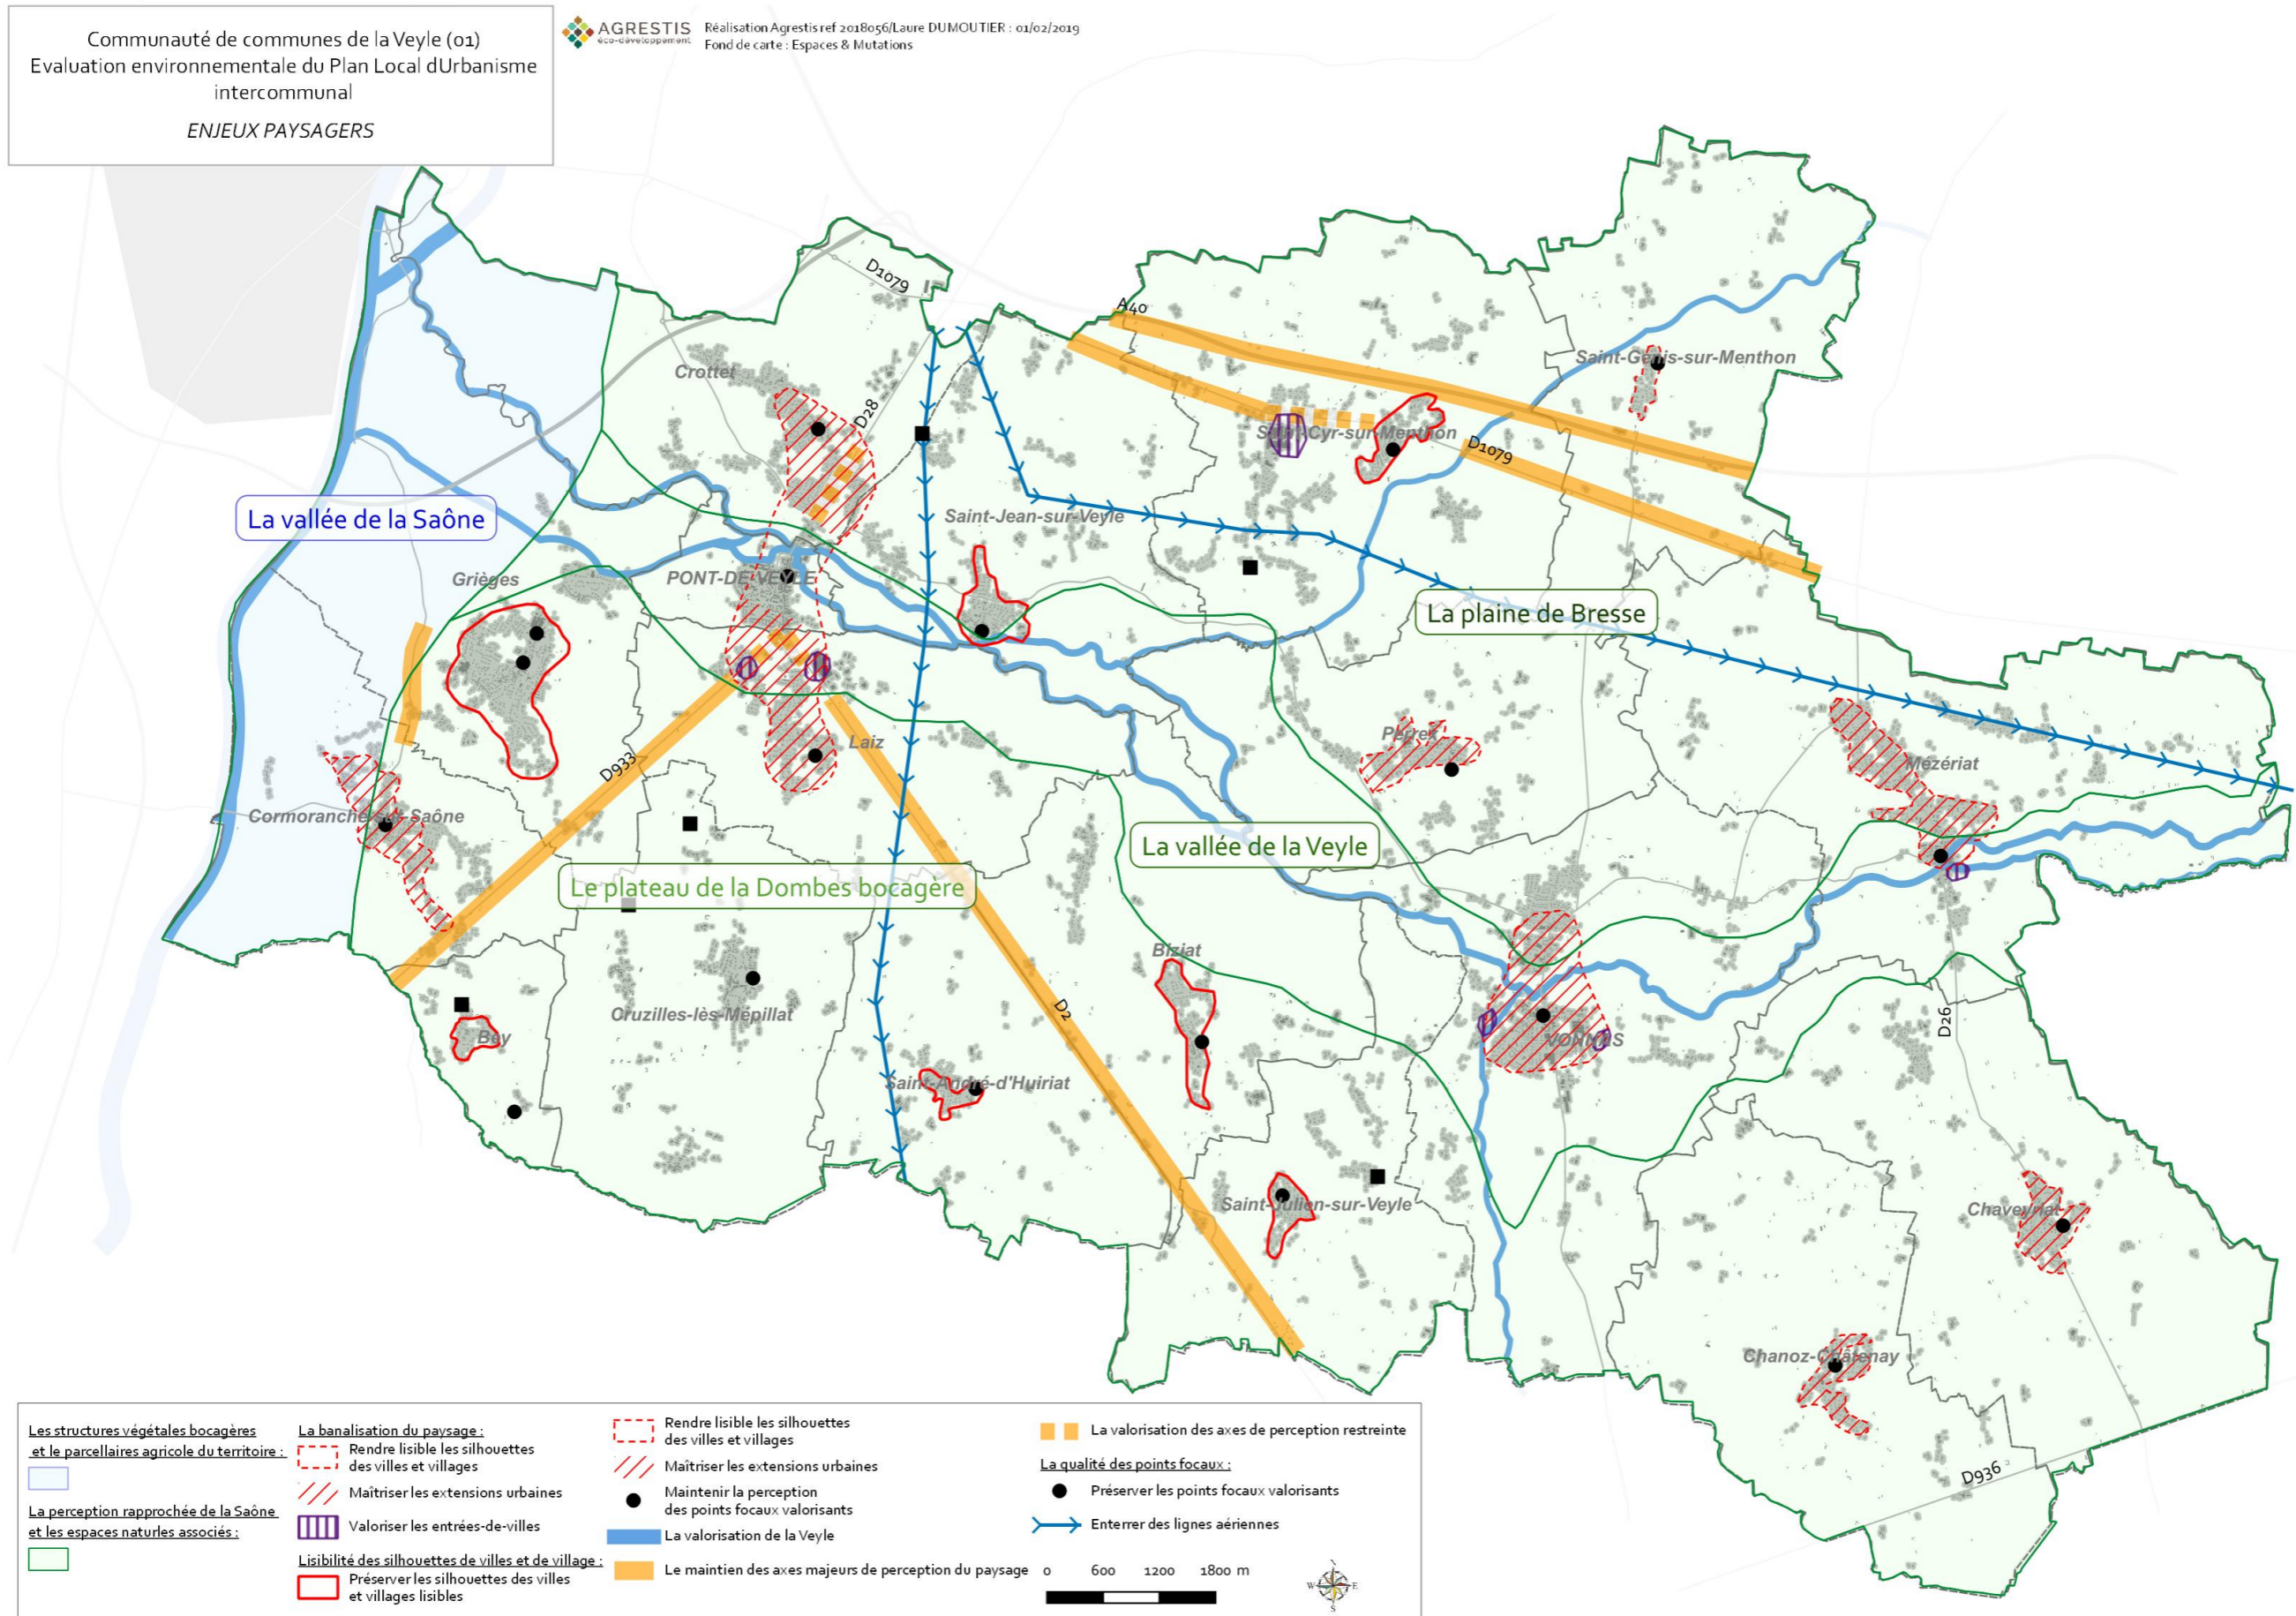 Communauté de communes de la Veyle (01)
Evaluation environnementale du Plan Local dUrbanisme
intercommunal
ENJEUX PAYSAGERS
AGRESTIS
éco-développement
Réalisation Agrestis ref 2018056/Laure DUMOUTIER : 01/02/2019
Fond de carte : Espaces & Mutations
D1079
A40
Crottet
Saint-Genis-sur-Menthon
D28
Saint-Cyr-sur-Menthon
D1079
La vallée de la Saône
Saint-Jean-sur-Veyle
Grièges
PONT-DE-VEYLE
La plaine de Bresse
Laiz
Perrex
D933
Mézériat
Cormoranche-sur-Saône
La vallée de la Veyle
Le plateau de la Dombes bocagère
Biziat
Cruzilles-lès-Mépillat
D2
D26
Bey
VONNAS
Saint-André-d'Huiriat
Saint-Julien-sur-Veyle
Chaveyriat
Chanoz-Châtenay
D936
Les structures végétales bocagères
et le parcellaires agricole du territoire :
La perception rapprochée de la Saône
et les espaces naturles associés :
La banalisation du paysage :
Rendre lisible les silhouettes
des villes et villages
Maîtriser les extensions urbaines
Valoriser les entrées-de-villes
Lisibilité des silhouettes de villes et de village :
Préserver les silhouettes des villes
et villages lisibles
Rendre lisible les silhouettes
des villes et villages
Maîtriser les extensions urbaines
Maintenir la perception
des points focaux valorisants
La valorisation de la Veyle
Le maintien des axes majeurs de perception du paysage
La valorisation des axes de perception restreinte
La qualité des points focaux :
Préserver les points focaux valorisants
Enterrer des lignes aériennes
0 600 1200 1800 m
N
W E
S